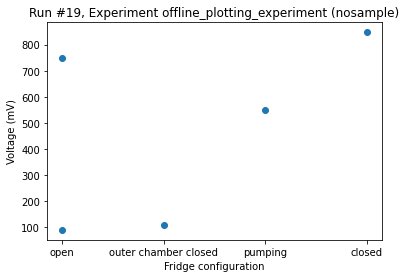 Run #19, Experiment offline_plotting_experiment (nosample)
Voltage (mV)
800
700
600
500
400
300
200
100
open outer chamber closed pumping closed
Fridge configuration